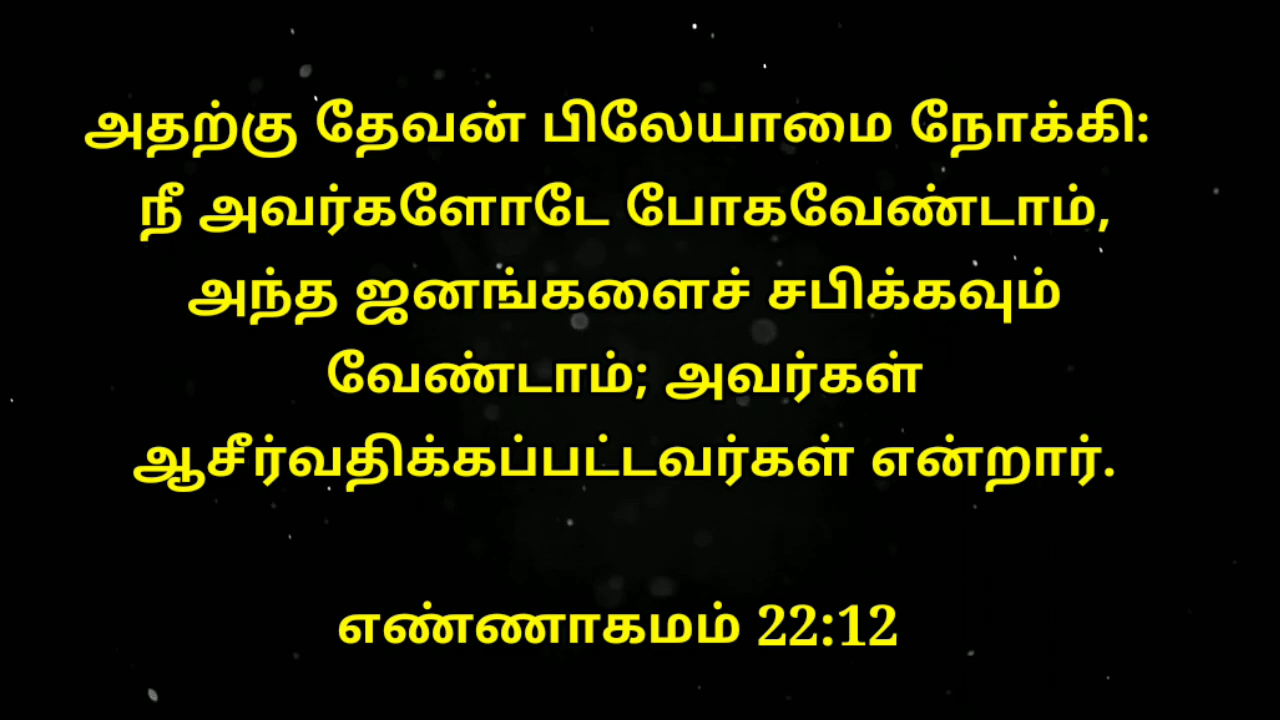 அதற்கு தேவன் பிலேயாமை நோக்கி:
நீ அவர்களோடே போகவேண்டாம்,
அந்த ஜனங்களைச் சபிக்கவும்
வேண்டாம்; அவர்கள்
ஆசீர்வதிக்கப்பட்டவர்கள் என்றார்.
எண்ணாகமம் 22:12